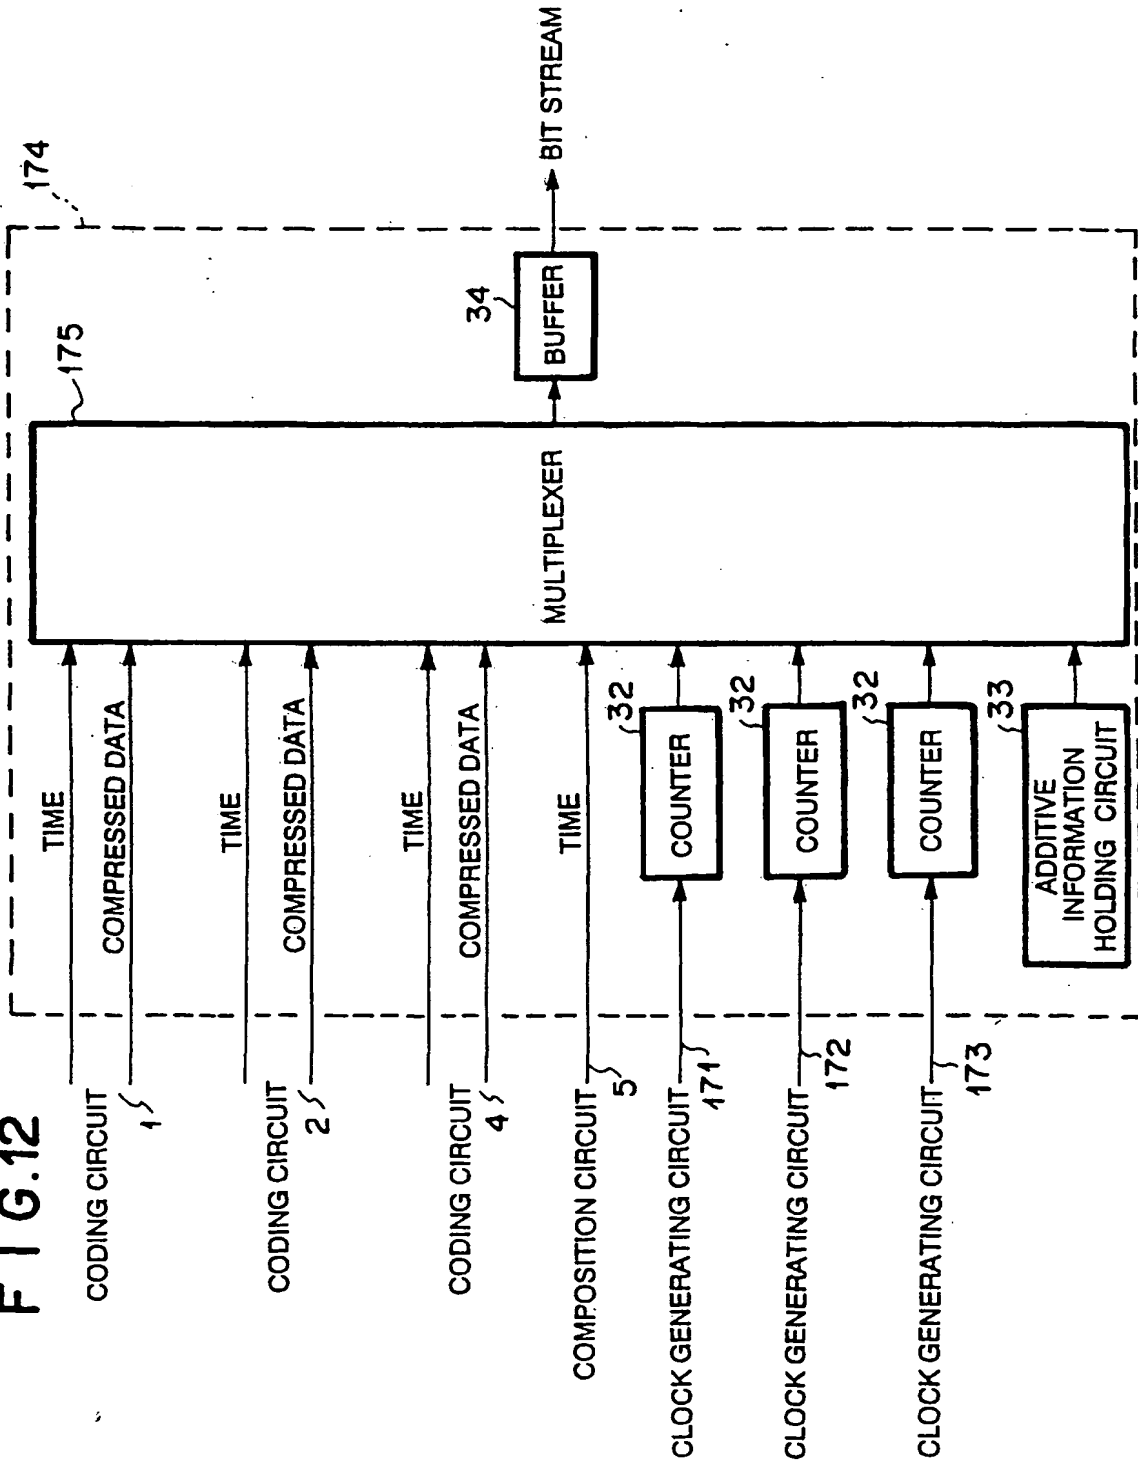 FIG.12
174
175
CODING CIRCUIT
1
TIME
COMPRESSED DATA
CODING CIRCUIT
2
TIME
COMPRESSED DATA
CODING CIRCUIT
4
TIME
COMPRESSED DATA
COMPOSITION CIRCUIT
5
TIME
CLOCK GENERATING CIRCUIT
171
COUNTER
32
CLOCK GENERATING CIRCUIT
172
COUNTER
32
CLOCK GENERATING CIRCUIT
173
COUNTER
32
ADDITIVE
INFORMATION
HOLDING CIRCUIT
33
MULTIPLEXER
34
BUFFER
BIT STREAM